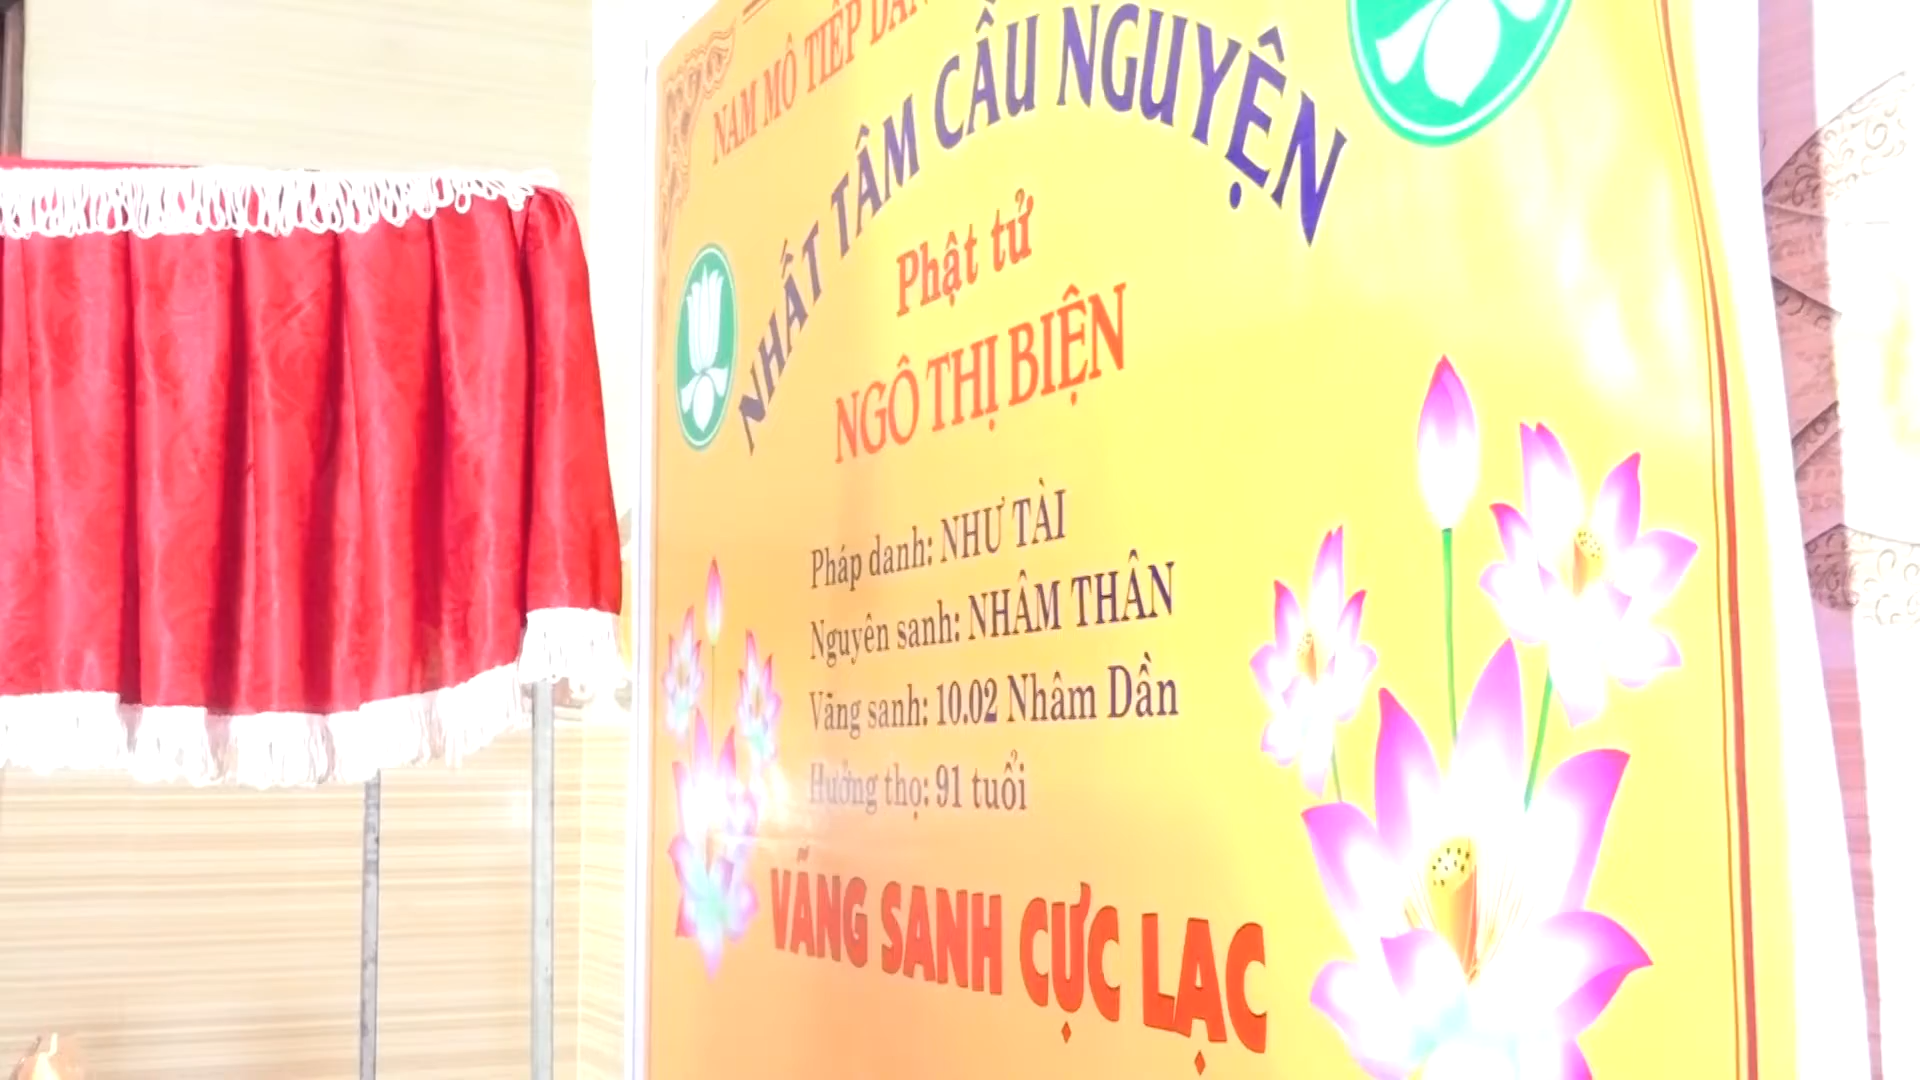 NAM MÔ TIẾP DẪN
NHẤT TÂM CẦU NGUYỆN
Phật tử
NGÔ THỊ BIỆN
Pháp danh: NHƯ TÀI
Nguyên sanh: NHÂM THÂN
Vãng sanh: 10.02 Nhâm Dần
Hưởng thọ: 91 tuổi
VÃNG SANH CỰC LẠC